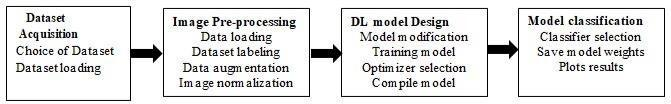 Dataset
Acquisition
Choice of Dataset
Dataset loading
Image Pre-processing
Data loading
Dataset labeling
Data augmentation
Image normalization
DL model Design
Model modification
Training model
Optimizer selection
Compile model
Model classification
Classifier selection
Save model weights
Plots results